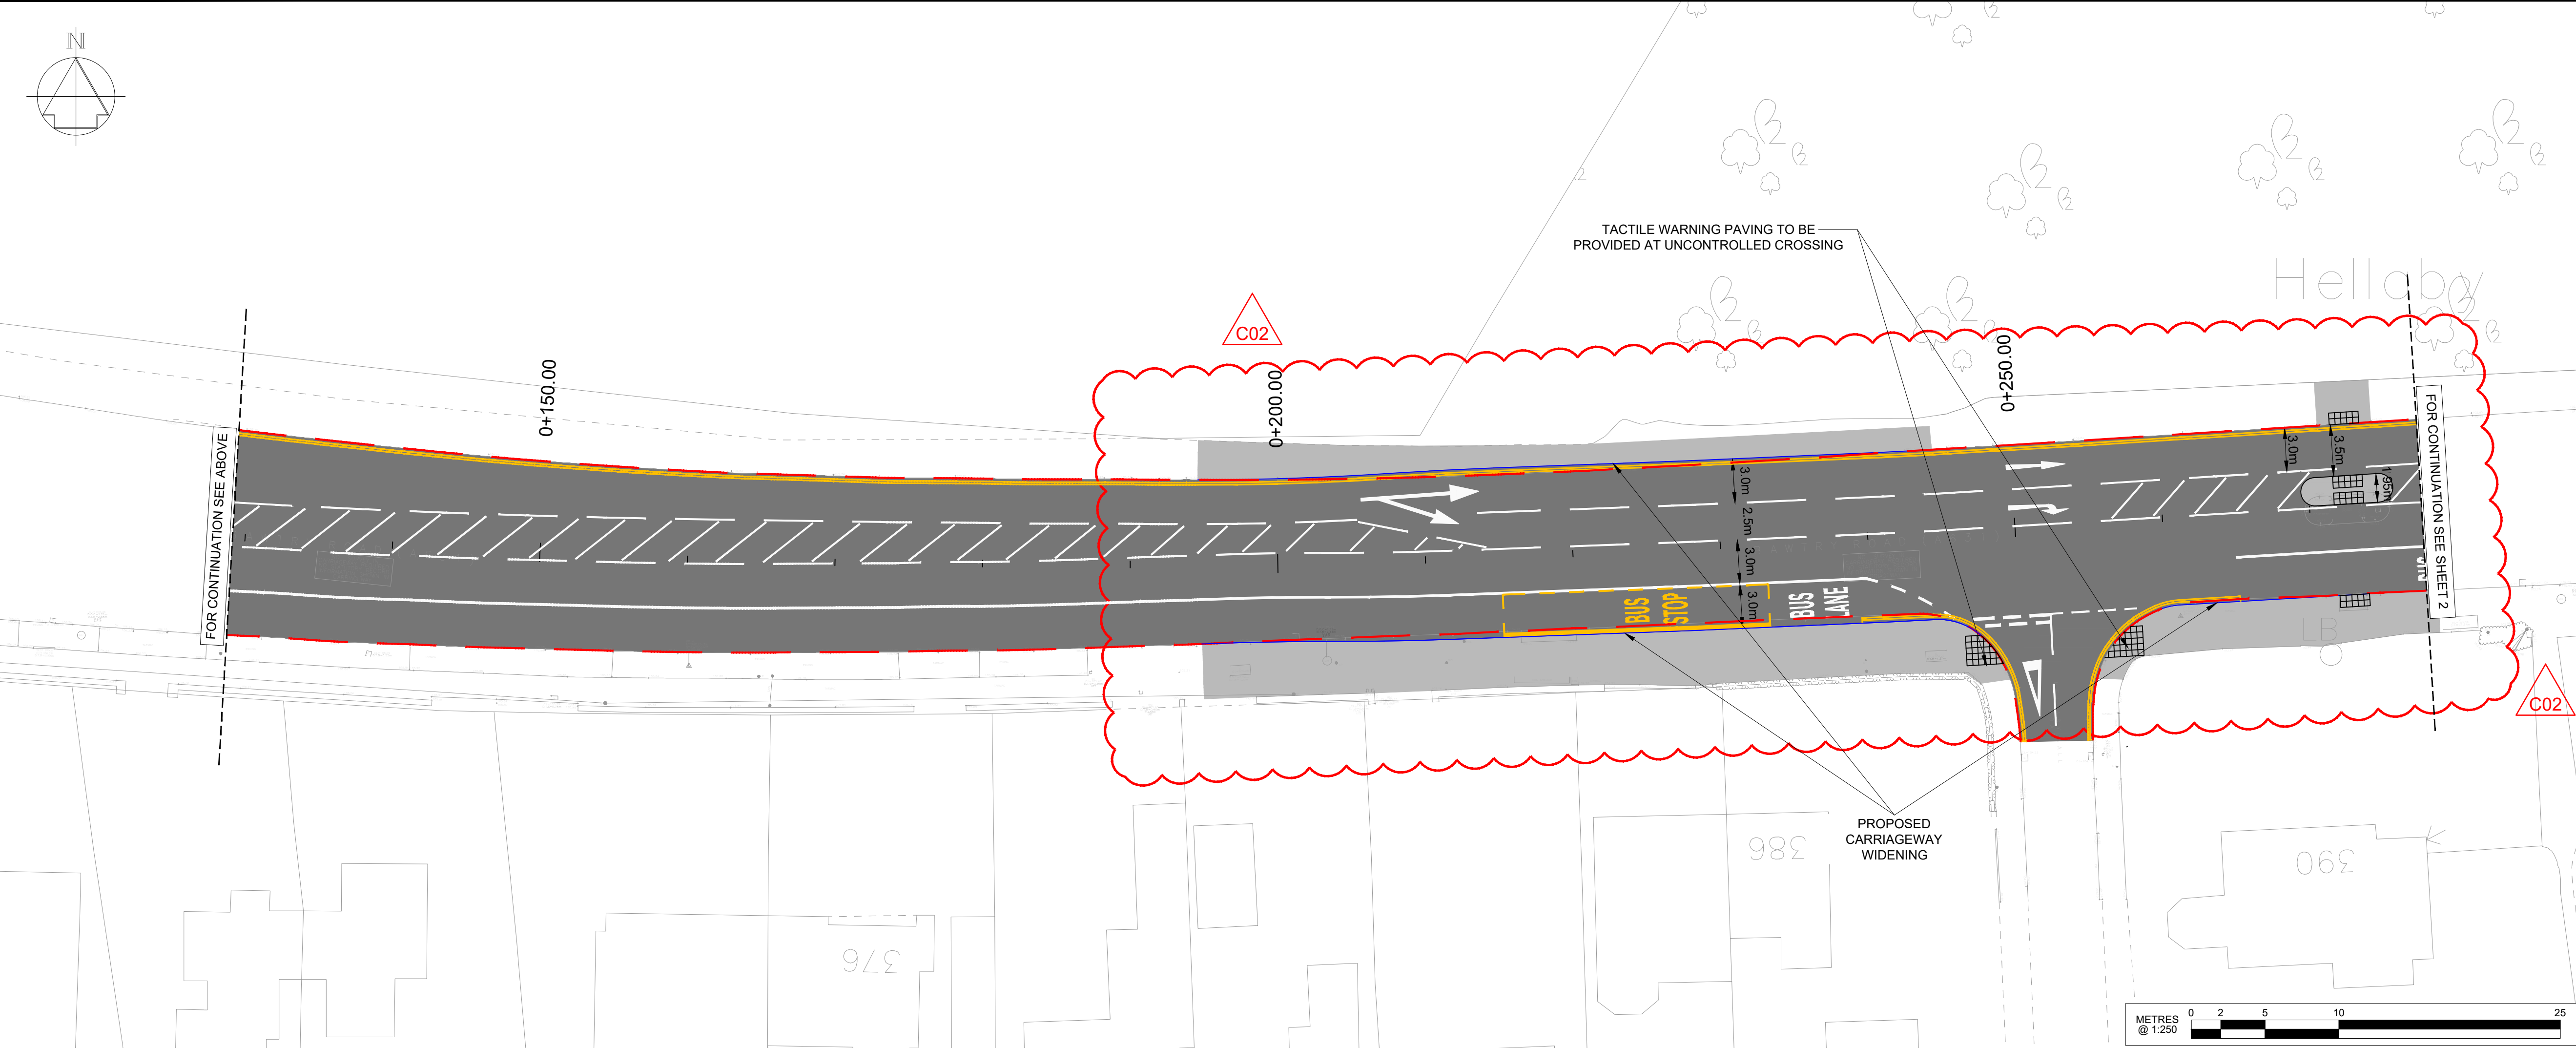 N
TACTILE WARNING PAVING TO BE
PROVIDED AT UNCONTROLLED CROSSING
Hellaby
C02
0+150.00
0+200.00
0+250.00
FOR CONTINUATION SEE ABOVE
FOR CONTINUATION SEE SHEET 2
3.0m
2.5m
3.0m
3.0m
3.0m
3.5m
1.95m
BUS
STOP
BUS
LANE
LB
C02
PROPOSED
CARRIAGEWAY
WIDENING
376
386
390
METRES
@ 1:250
0 2 5 10 25